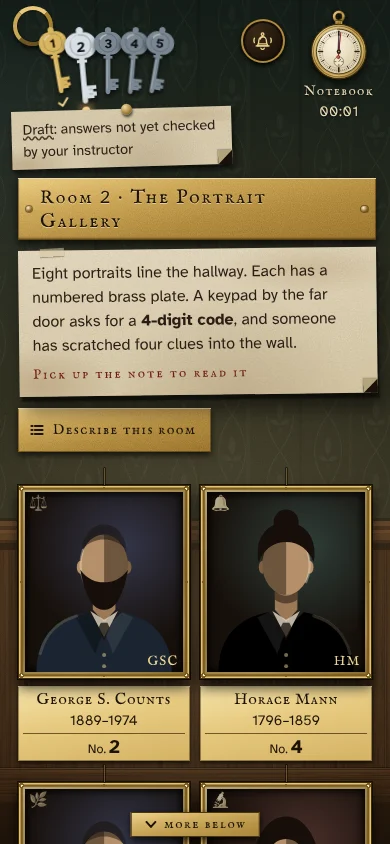 1 2 3 4 5
NOTEBOOK
00:01
Draft: answers not yet checked
by your instructor
Room 2 · The Portrait
Gallery
Eight portraits line the hallway. Each has a
numbered brass plate. A keypad by the far
door asks for a 4-digit code, and someone
has scratched four clues into the wall.
Pick up the note to read it
Describe this room
GSC
HM
George S. Counts
1889–1974
No. 2
Horace Mann
1796–1859
No. 4
MORE BELOW